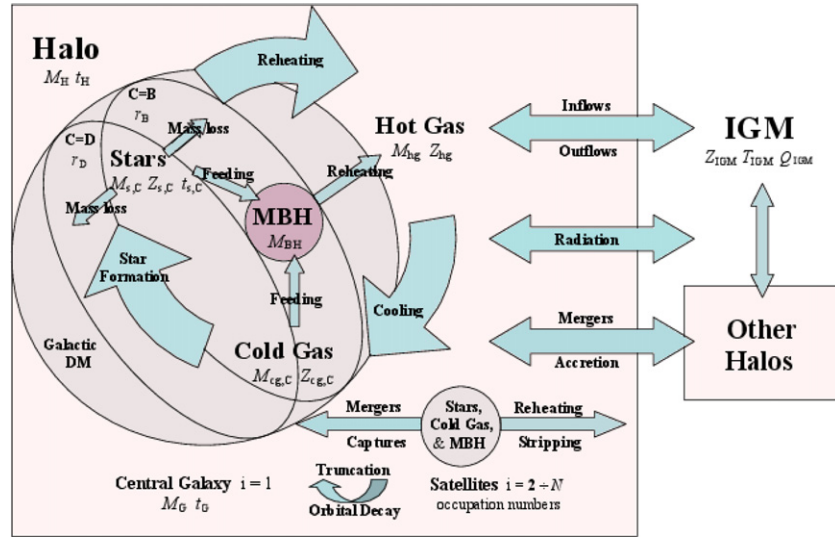 Halo
M_H t_H
C=B
r_B
C=D
r_D
Reheating
Mass loss
Stars
M_s,C Z_s,C t_s,C
Feeding
Mass loss
MBH
M_BH
Reheating
Hot Gas
M_hg Z_hg
Inflows
Outflows
IGM
Z_IGM T_IGM Q_IGM
Star
Formation
Feeding
Cooling
Radiation
Galactic
DM
Cold Gas
M_cg,C Z_cg,C
Mergers
Accretion
Other
Halos
Mergers
Captures
Stars,
Cold Gas,
& MBH
Reheating
Stripping
Central Galaxy i = 1
M_G t_G
Truncation
Orbital Decay
Satellites i = 2 ÷ N
occupation numbers